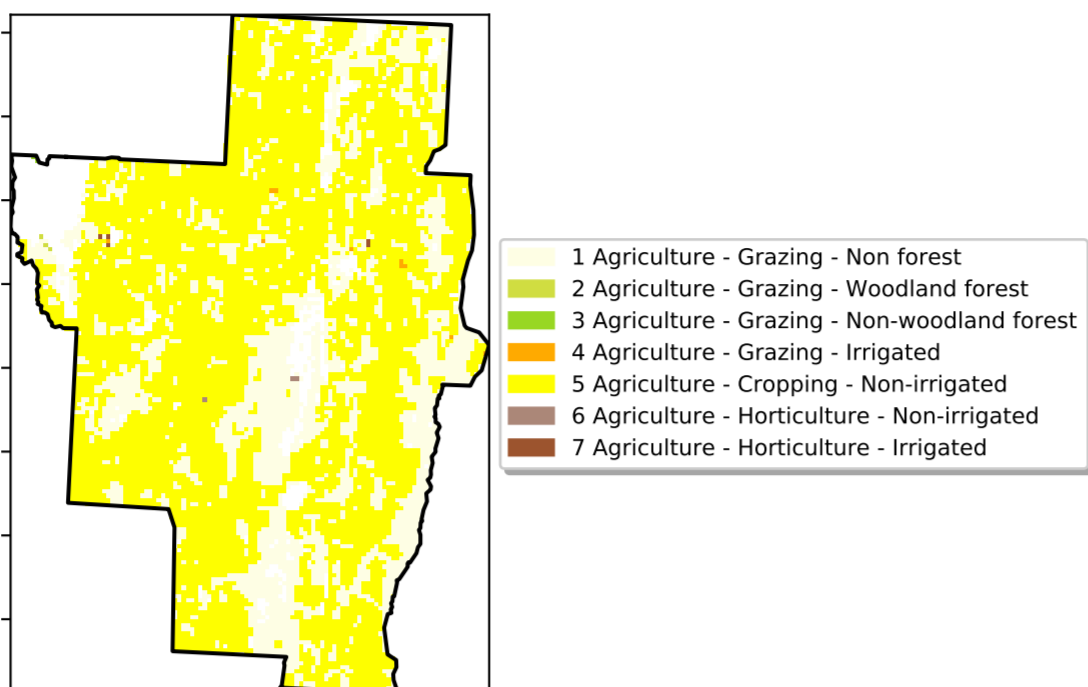 1 Agriculture - Grazing - Non forest
2 Agriculture - Grazing - Woodland forest
3 Agriculture - Grazing - Non-woodland forest
4 Agriculture - Grazing - Irrigated
5 Agriculture - Cropping - Non-irrigated
6 Agriculture - Horticulture - Non-irrigated
7 Agriculture - Horticulture - Irrigated